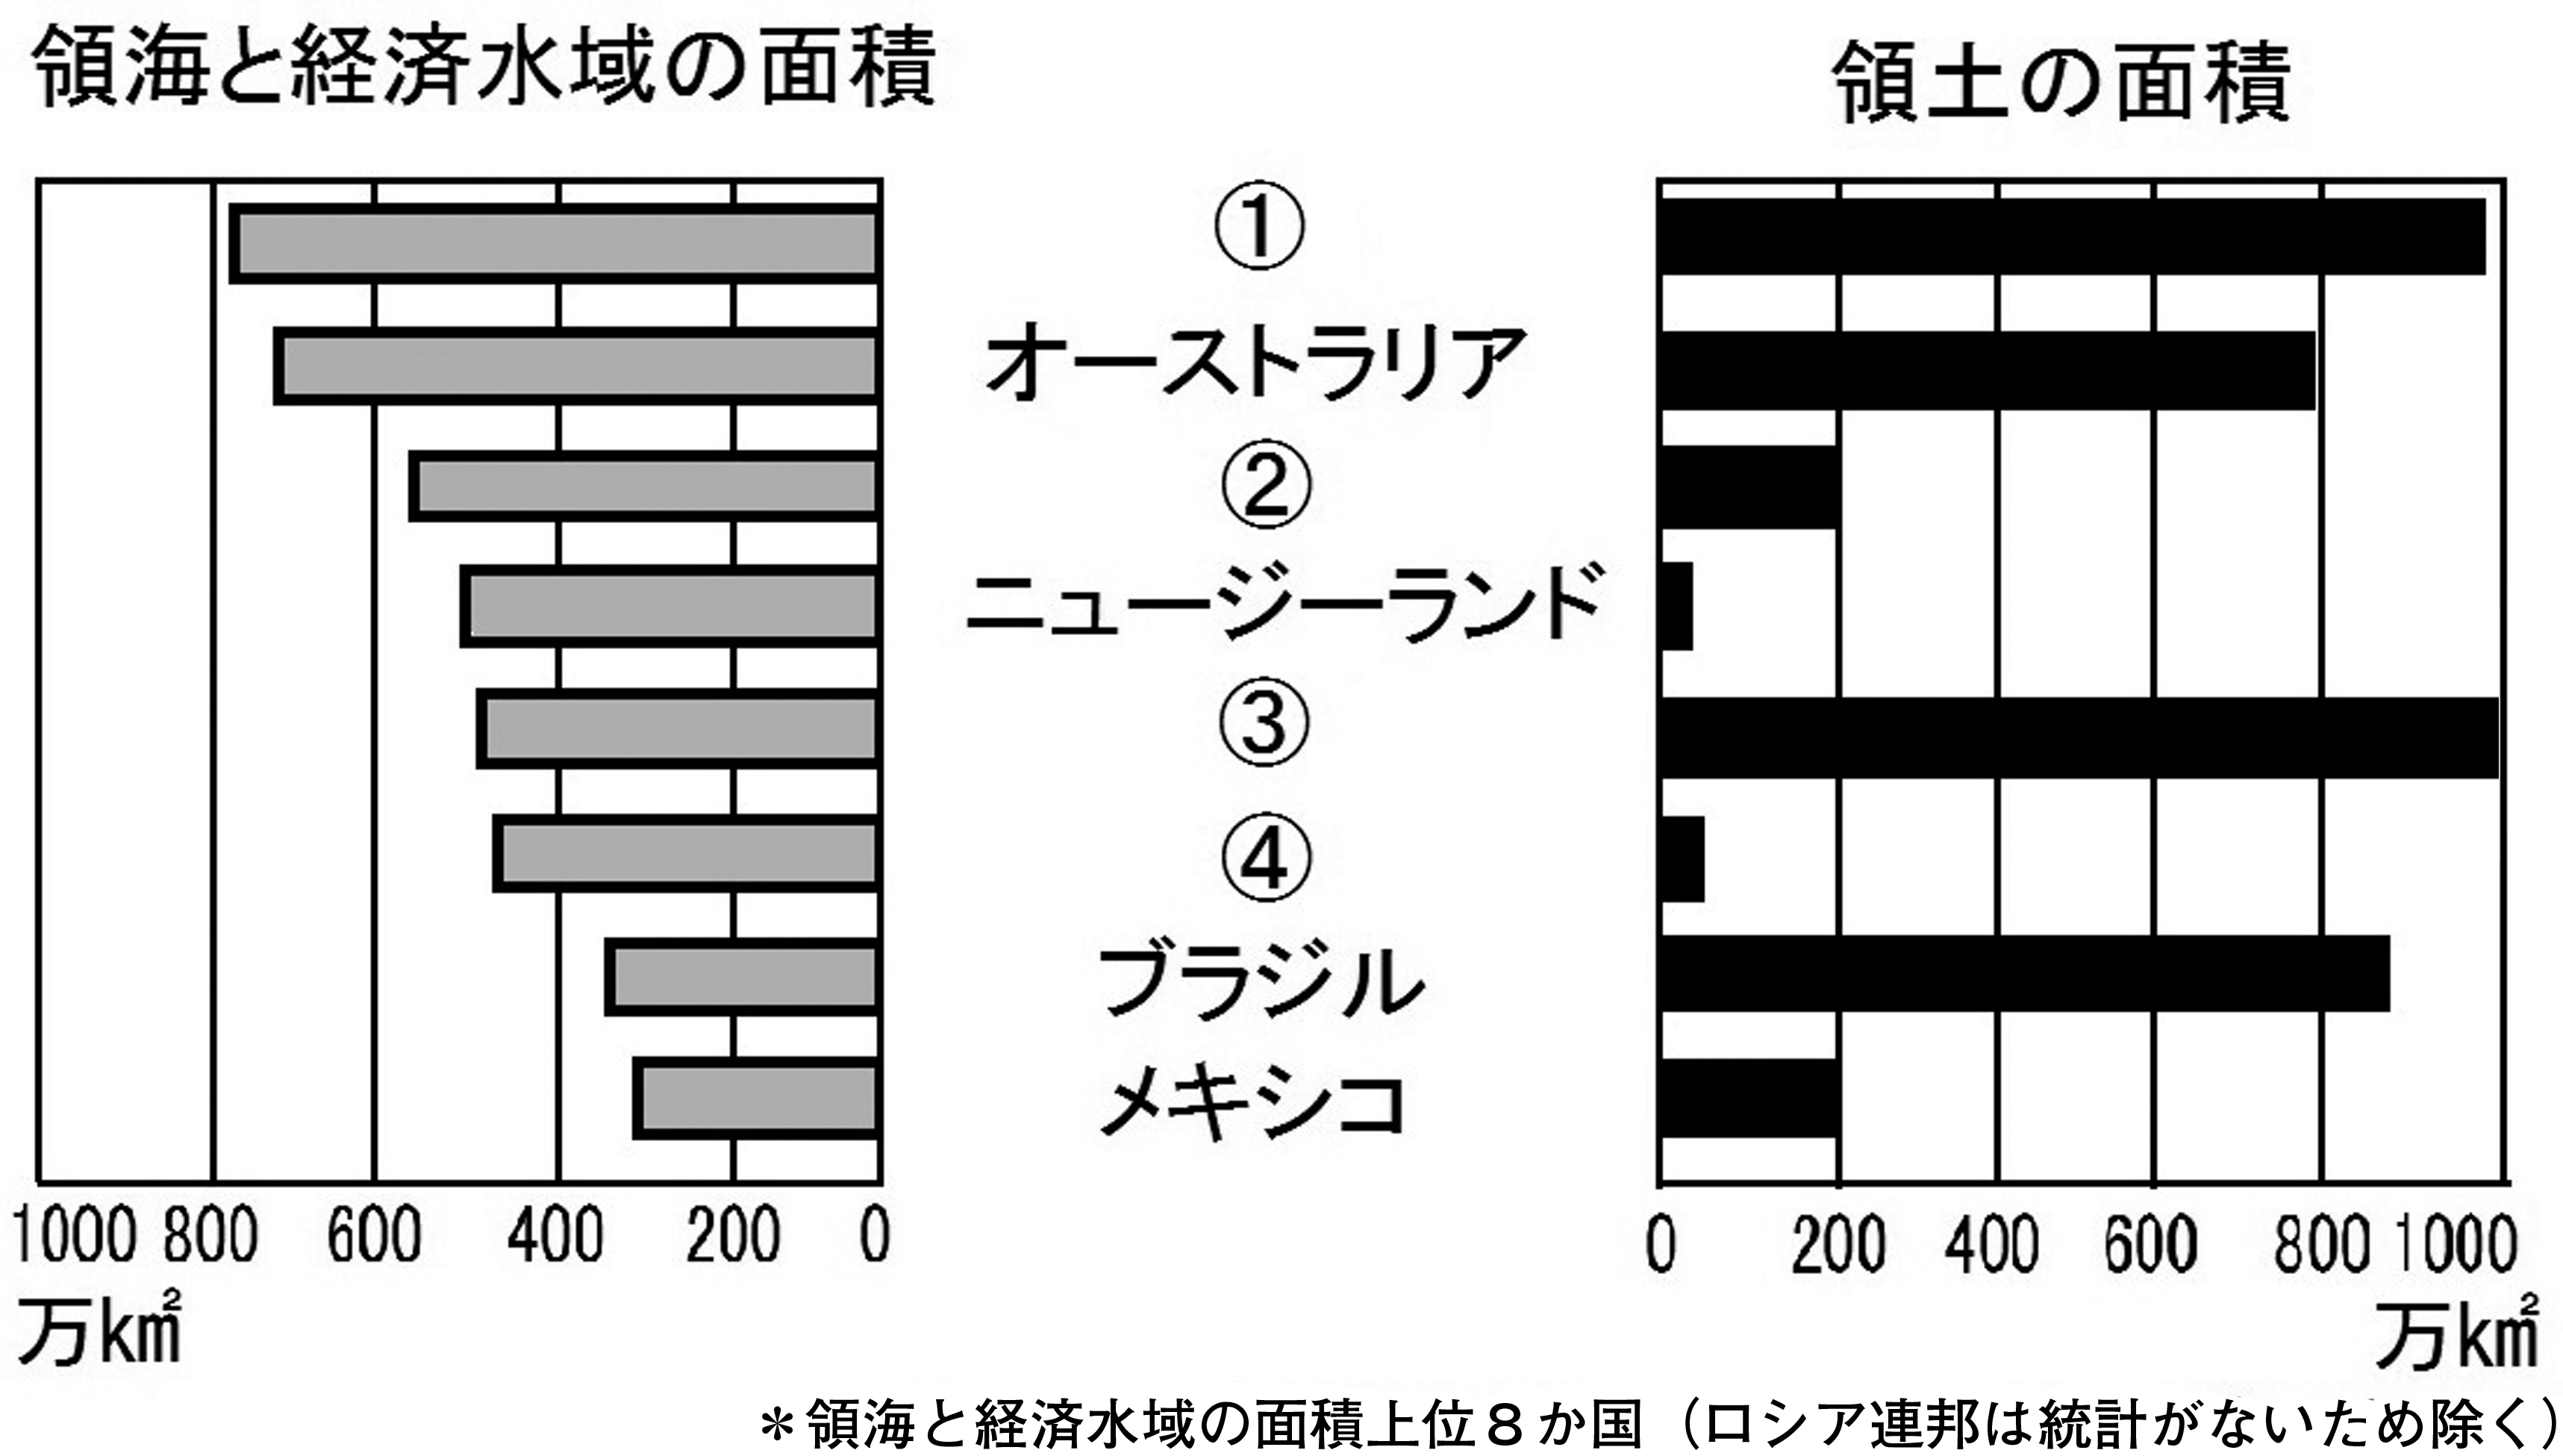 領海と経済水域の面積
領土の面積
①
オーストラリア
②
ニュージーランド
③
④
ブラジル
メキシコ
1000 800 600 400 200 0
万km²
0 200 400 600 800 1000
万km²
＊領海と経済水域の面積上位８か国（ロシア連邦は統計がないため除く）